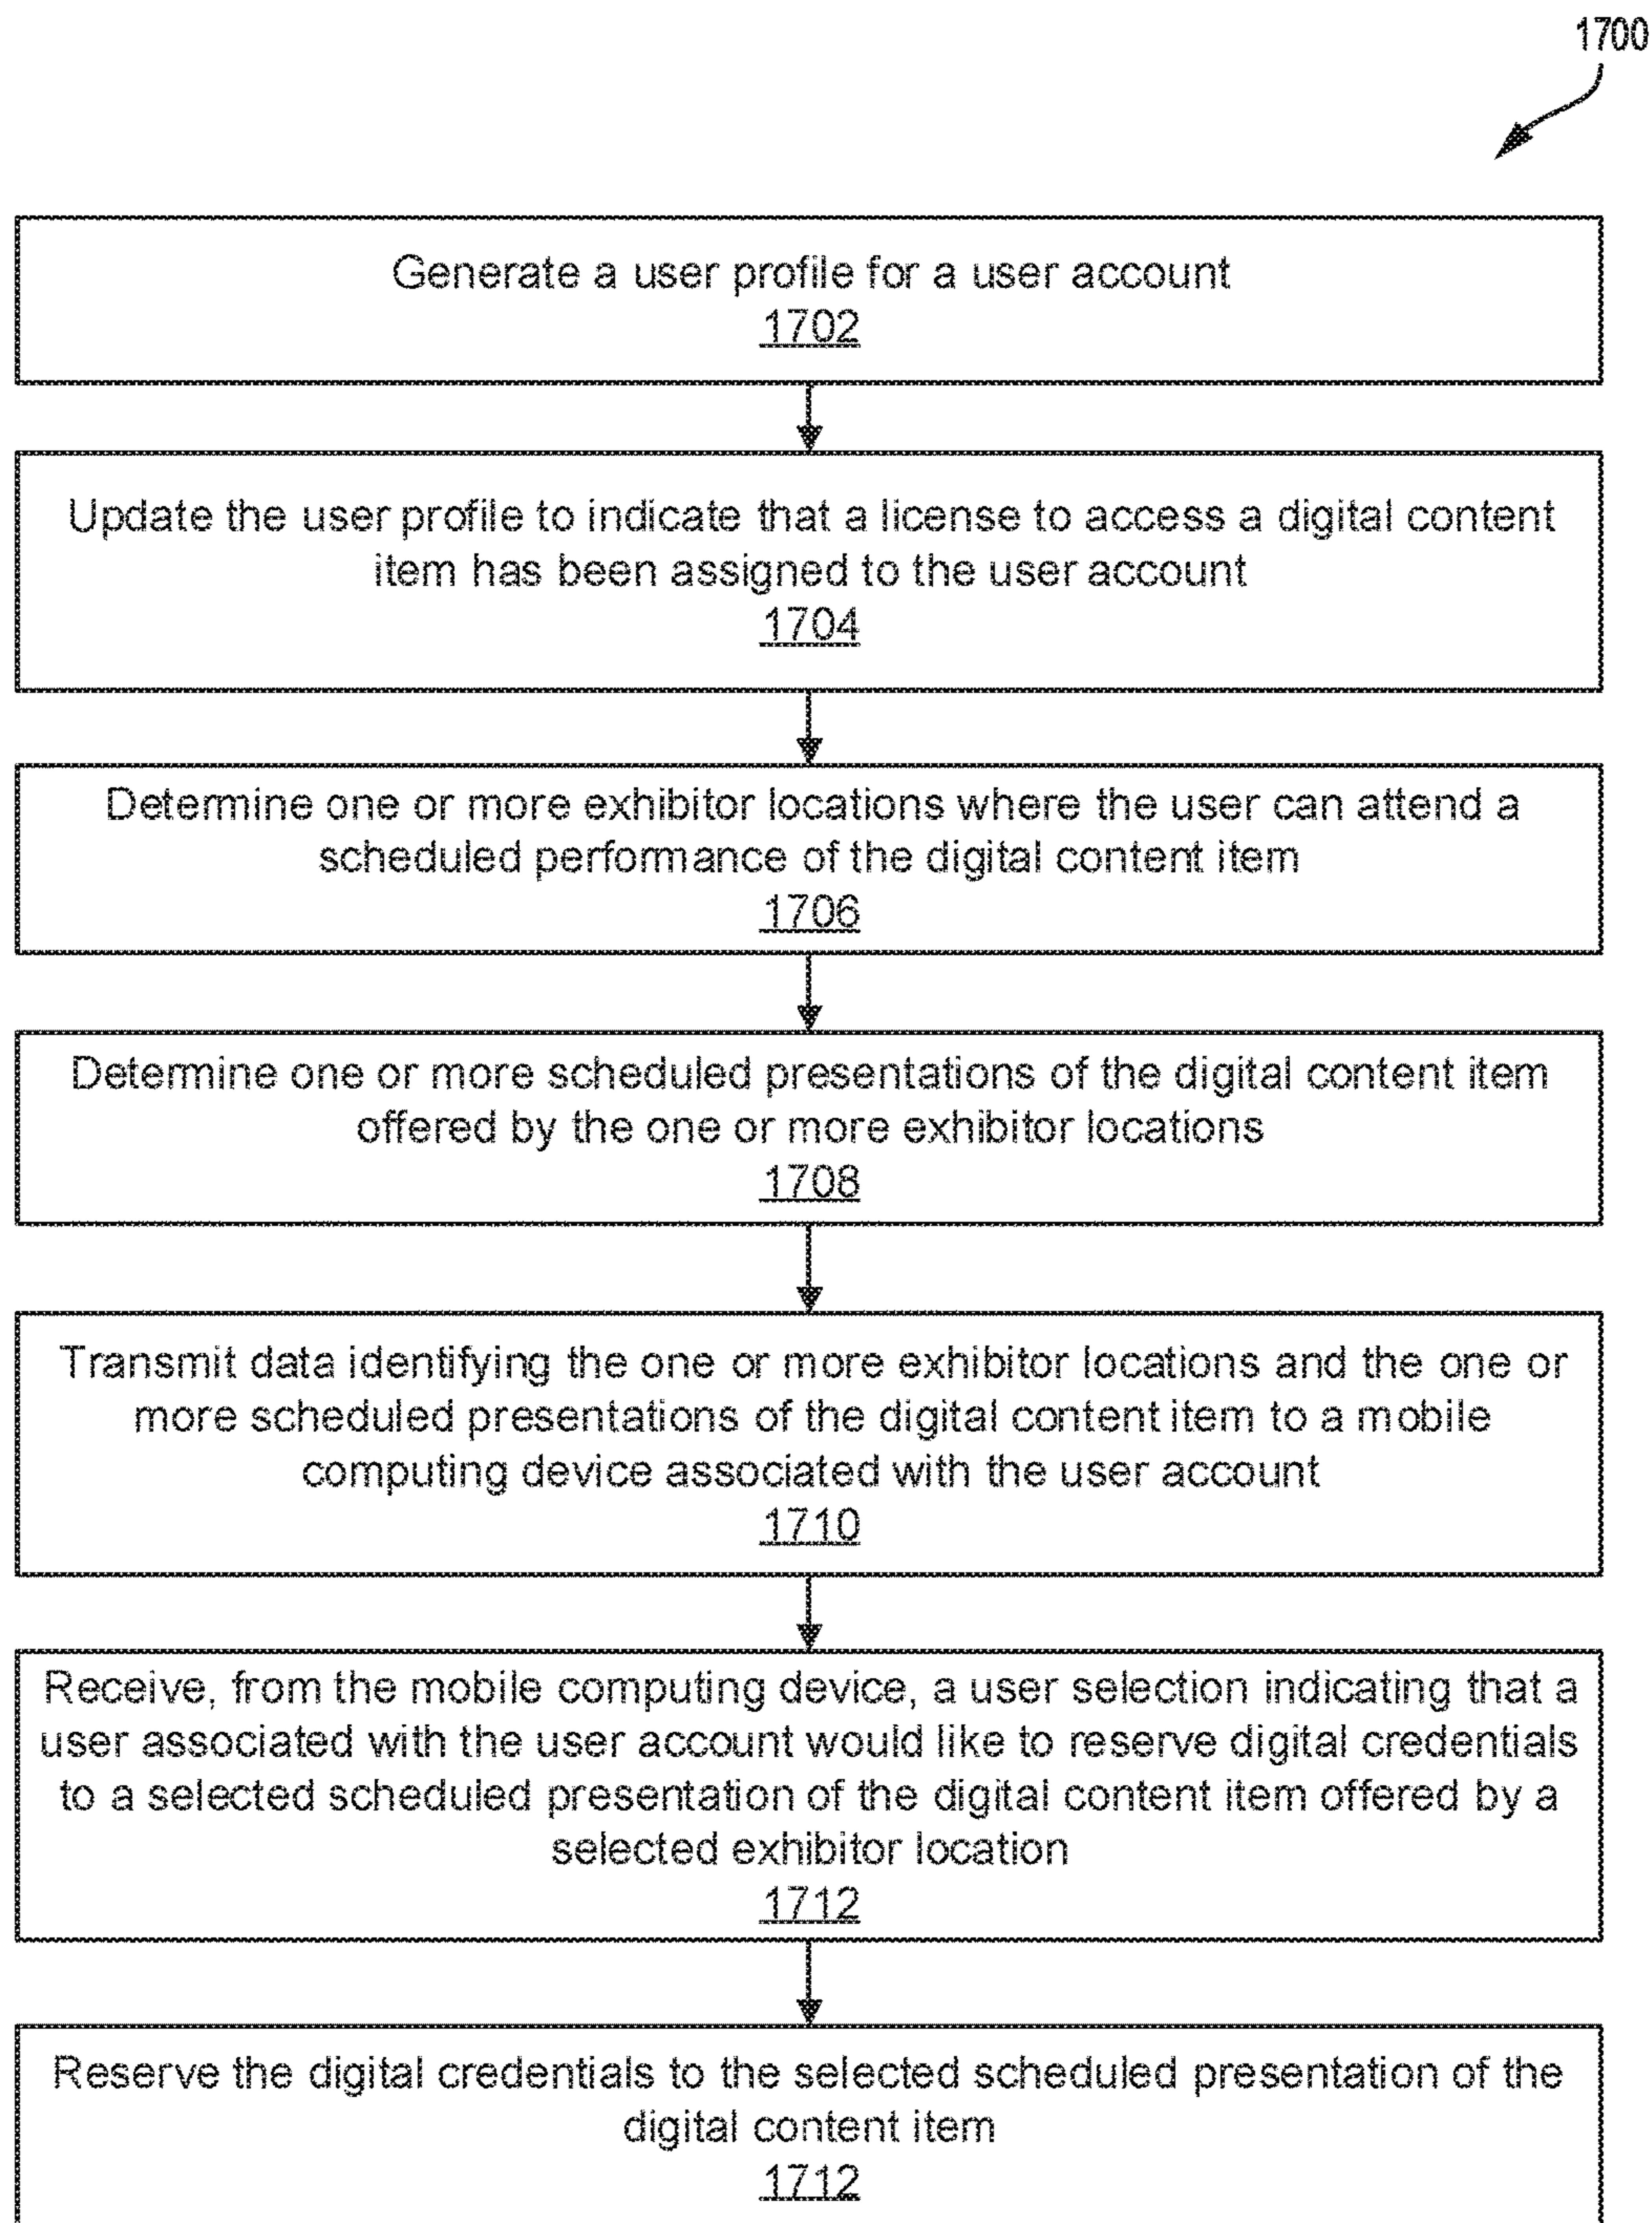 1700
Generate a user profile for a user account
1702
Update the user profile to indicate that a license to access a digital content
item has been assigned to the user account
1704
Determine one or more exhibitor locations where the user can attend a
scheduled performance of the digital content item
1706
Determine one or more scheduled presentations of the digital content item
offered by the one or more exhibitor locations
1708
Transmit data identifying the one or more exhibitor locations and the one or
more scheduled presentations of the digital content item to a mobile
computing device associated with the user account
1710
Receive, from the mobile computing device, a user selection indicating that a
user associated with the user account would like to reserve digital credentials
to a selected scheduled presentation of the digital content item offered by a
selected exhibitor location
1712
Reserve the digital credentials to the selected scheduled presentation of the
digital content item
1712